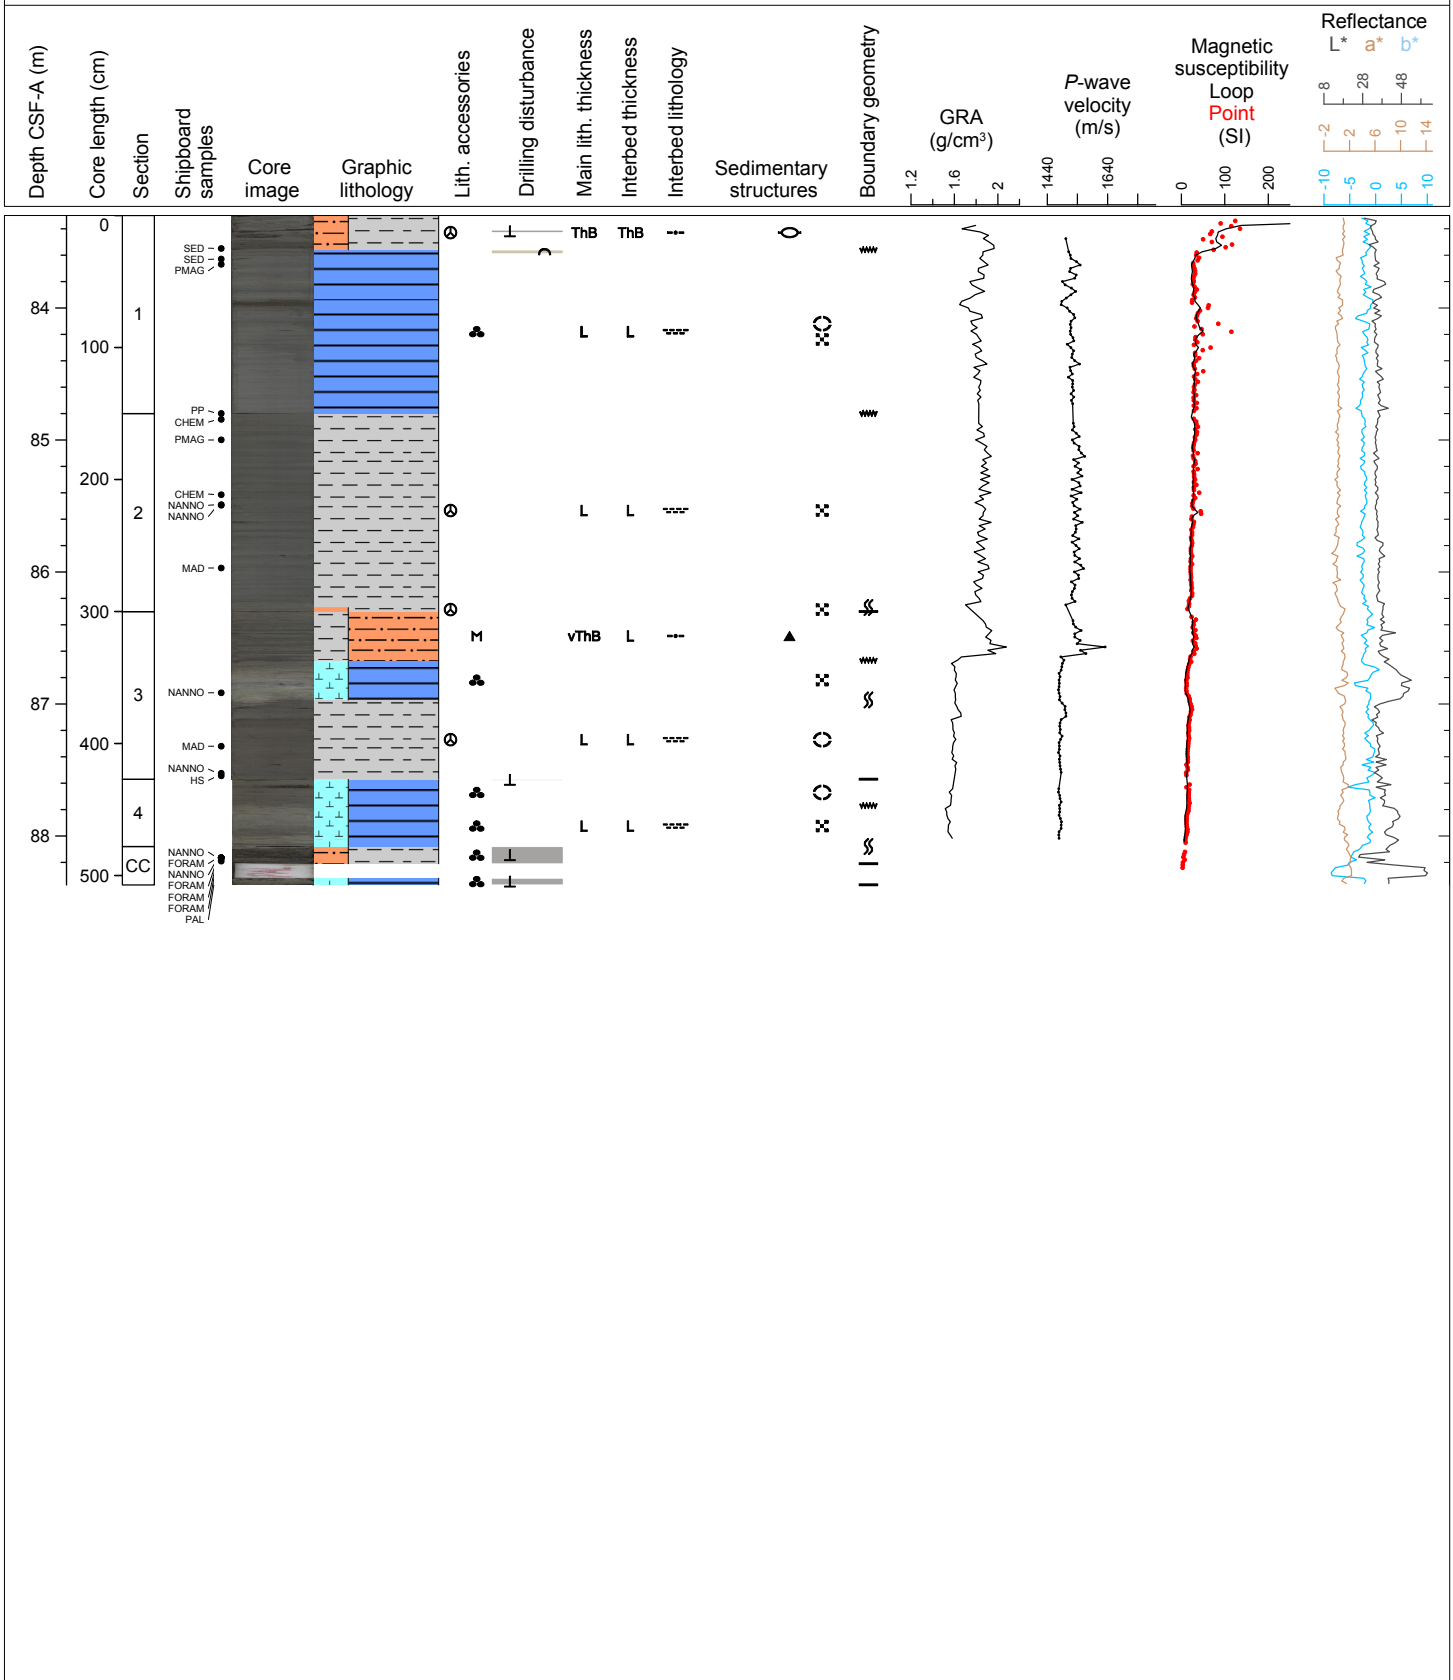 Depth CSF-A (m)
Core length (cm)
Section
Shipboard
samples
Core
image
Graphic
lithology
Lith. accessories
Drilling disturbance
Main lith. thickness
Interbed thickness
Interbed lithology
Sedimentary
structures
Boundary geometry
GRA
(g/cm³)
1.2
1.6
2
P-wave
velocity
(m/s)
1440
1640
Magnetic
susceptibility
Loop
Point
(SI)
0
100
200
Reflectance
L* a* b*
8
28
48
-2
2
6
10
14
-10
-5
0
5
10
0
ThB ThB
SED
SED
PMAG
84
1
100
L L
PP
CHEM
PMAG
85
200
CHEM
NANNO
NANNO
2
L L
MAD
86
300
M vThB L
NANNO
3
87
400
MAD
L L
NANNO
HS
4
88
L L
NANNO
FORAM
NANNO
FORAM
FORAM
FORAM
PAL
CC
500